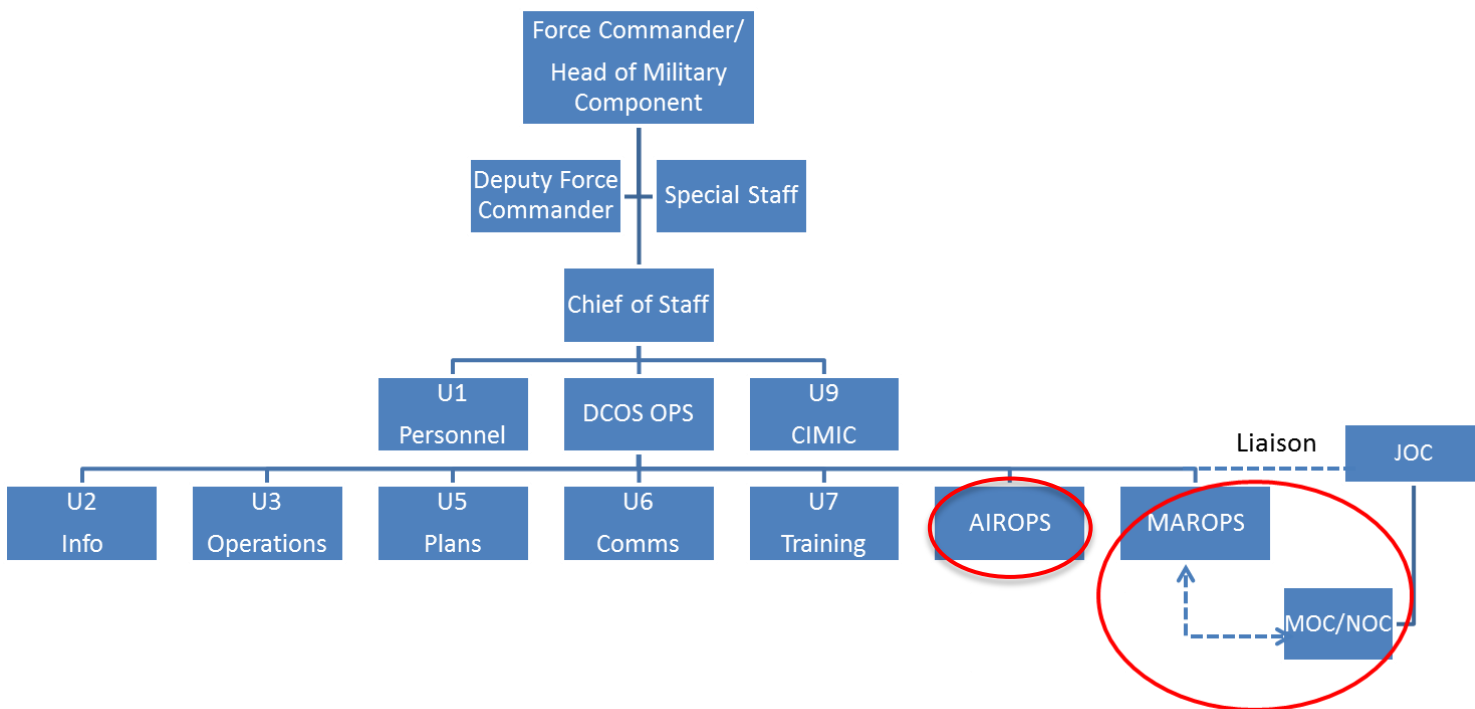 Force Commander/
Head of Military
Component
Deputy Force
Commander
Special Staff
Chief of Staff
U1
Personnel
DCOS OPS
U9
CIMIC
Liaison
JOC
U2
Info
U3
Operations
U5
Plans
U6
Comms
U7
Training
AIROPS
MAROPS
MOC/NOC